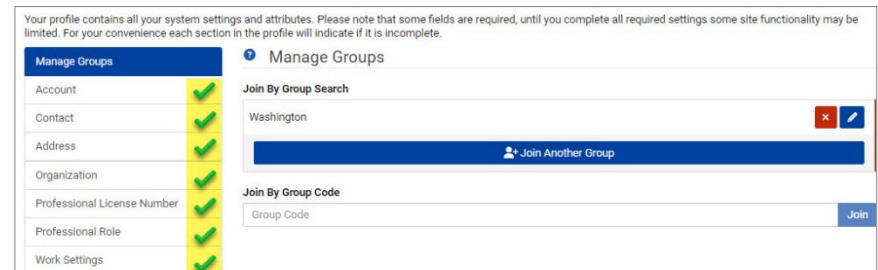 Your profile contains all your system settings and attributes. Please note that some fields are required, until you complete all required settings some site functionality may be
limited. For your convenience each section in the profile will indicate if it is incomplete.
Manage Groups
Account
Contact
Address
Organization
Professional License Number
Professional Role
Work Settings
? Manage Groups
Join By Group Search
Washington
Join Another Group
Join By Group Code
Group Code
Join